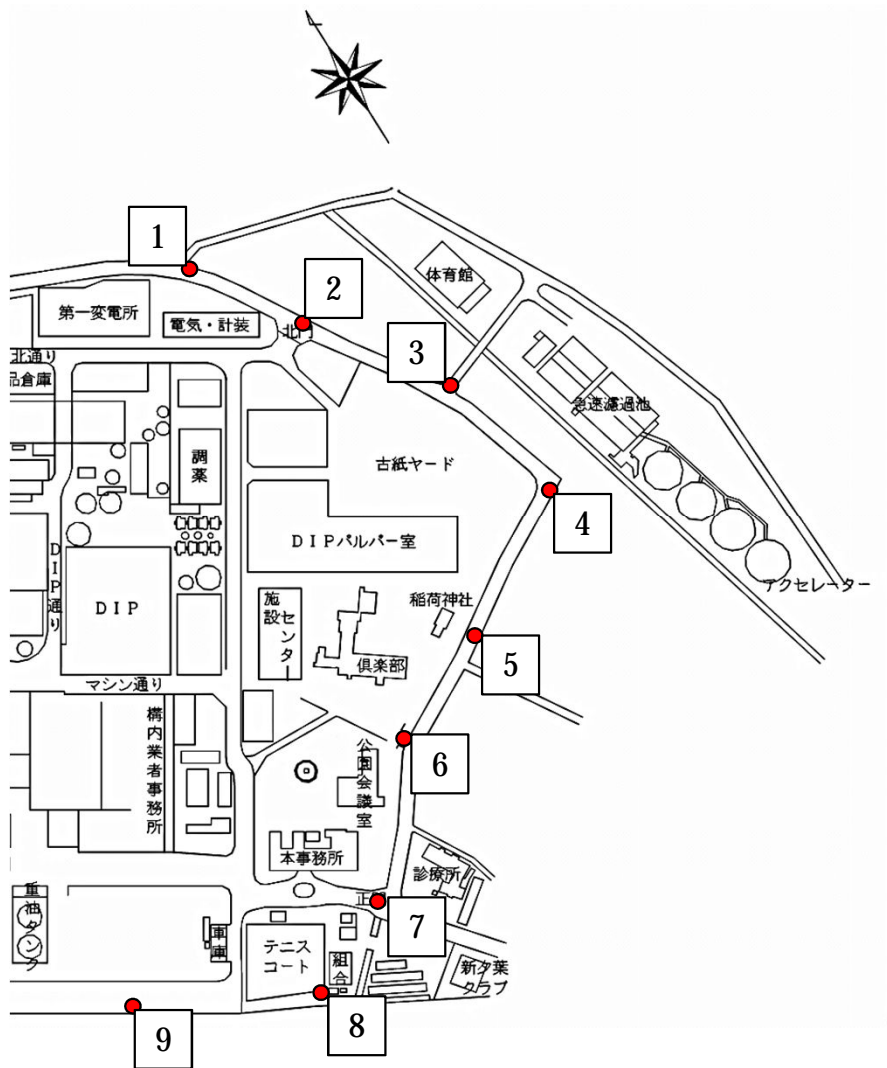 1
2
体育館
第一変電所
電気・計装
北門
3
北通り
品倉庫
急速濾過池
調薬
古紙ヤード
4
DIPパルパー室
DIP通り
DIP
アクセレーター
施設
センター
稲荷神社
倶楽部
5
マシン通り
構内業者事務所
公園会議室
6
本事務所
診療所
正門
7
重油タンク
車庫
テニス
コート
組合
新夕葉
クラブ
8
9